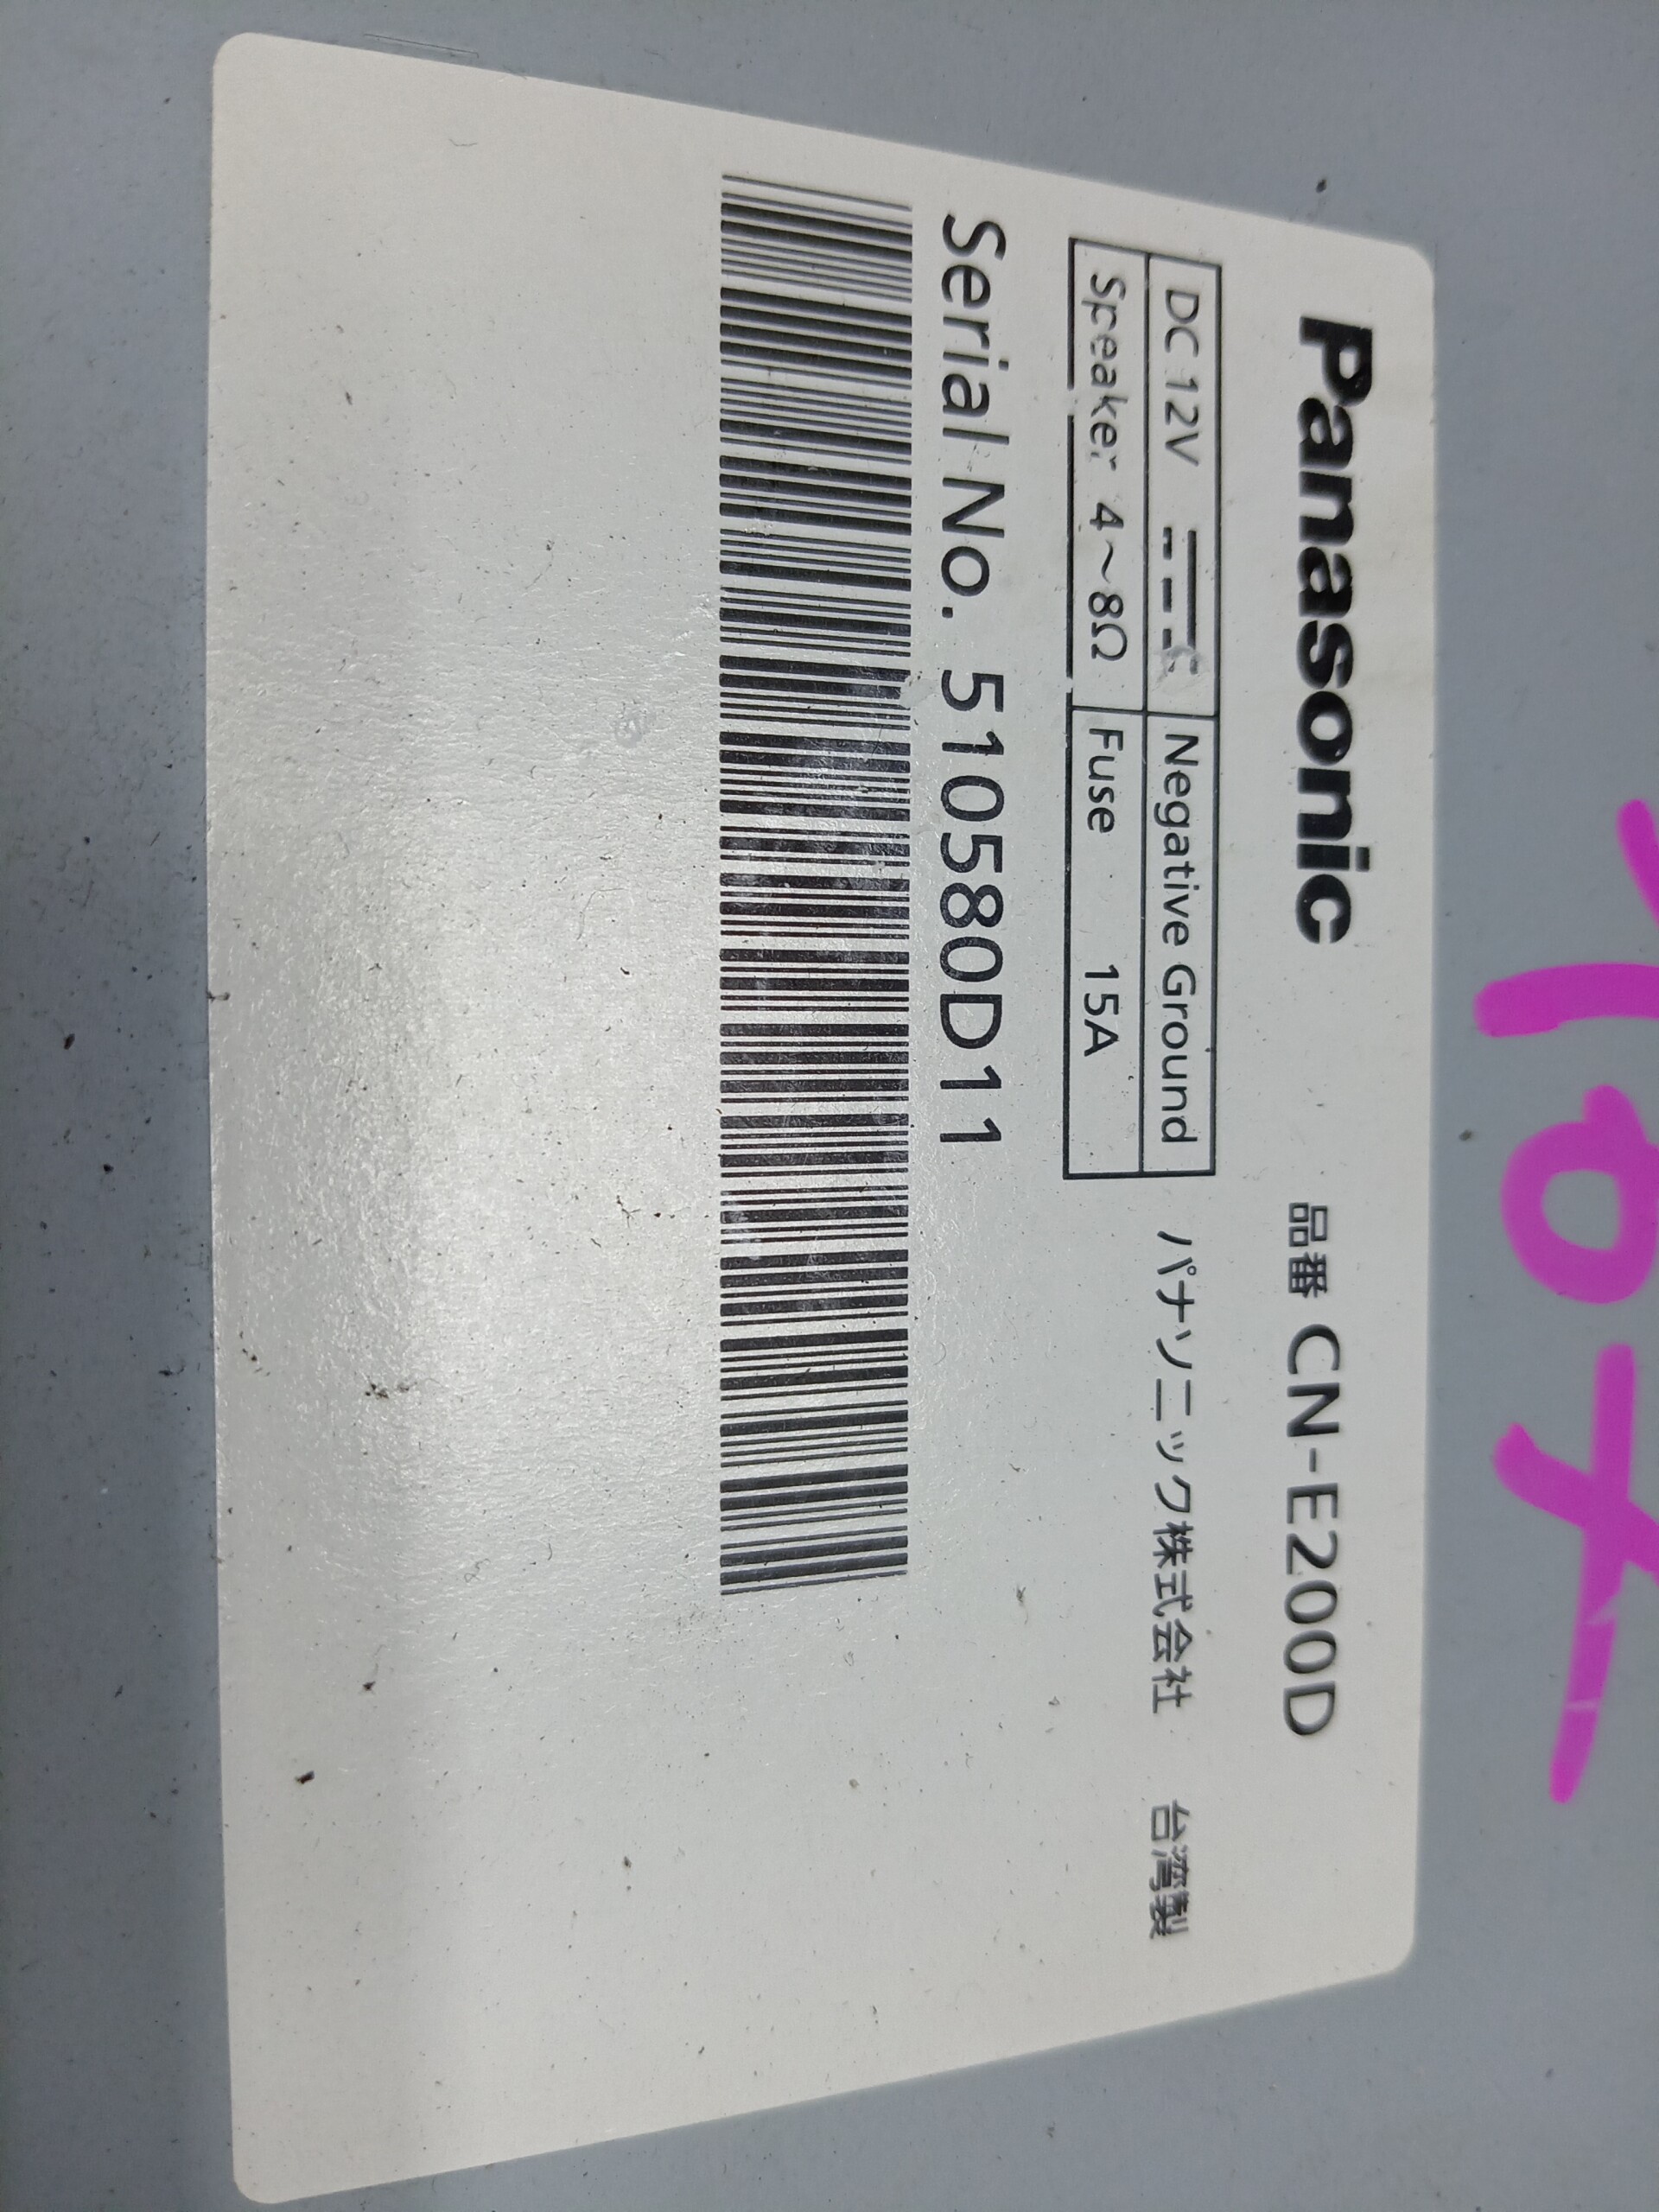 Panasonic 品番 CN-E200D
DC 12V Negative Ground
Speaker 4～8Ω Fuse 15A
パナソニック株式会社 台湾製
Serial No. 510580D11